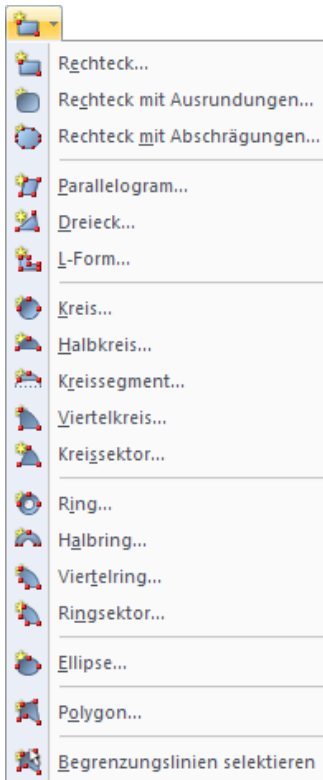 Rechteck...
Rechteck mit Ausrundungen...
Rechteck mit Abschrägungen...
Parallelogram...
Dreieck...
L-Form...
Kreis...
Halbkreis...
Kreissegment...
Viertelkreis...
Kreissektor...
Ring...
Halbring...
Viertelring...
Ringsektor...
Ellipse...
Polygon...
Begrenzungslinien selektieren